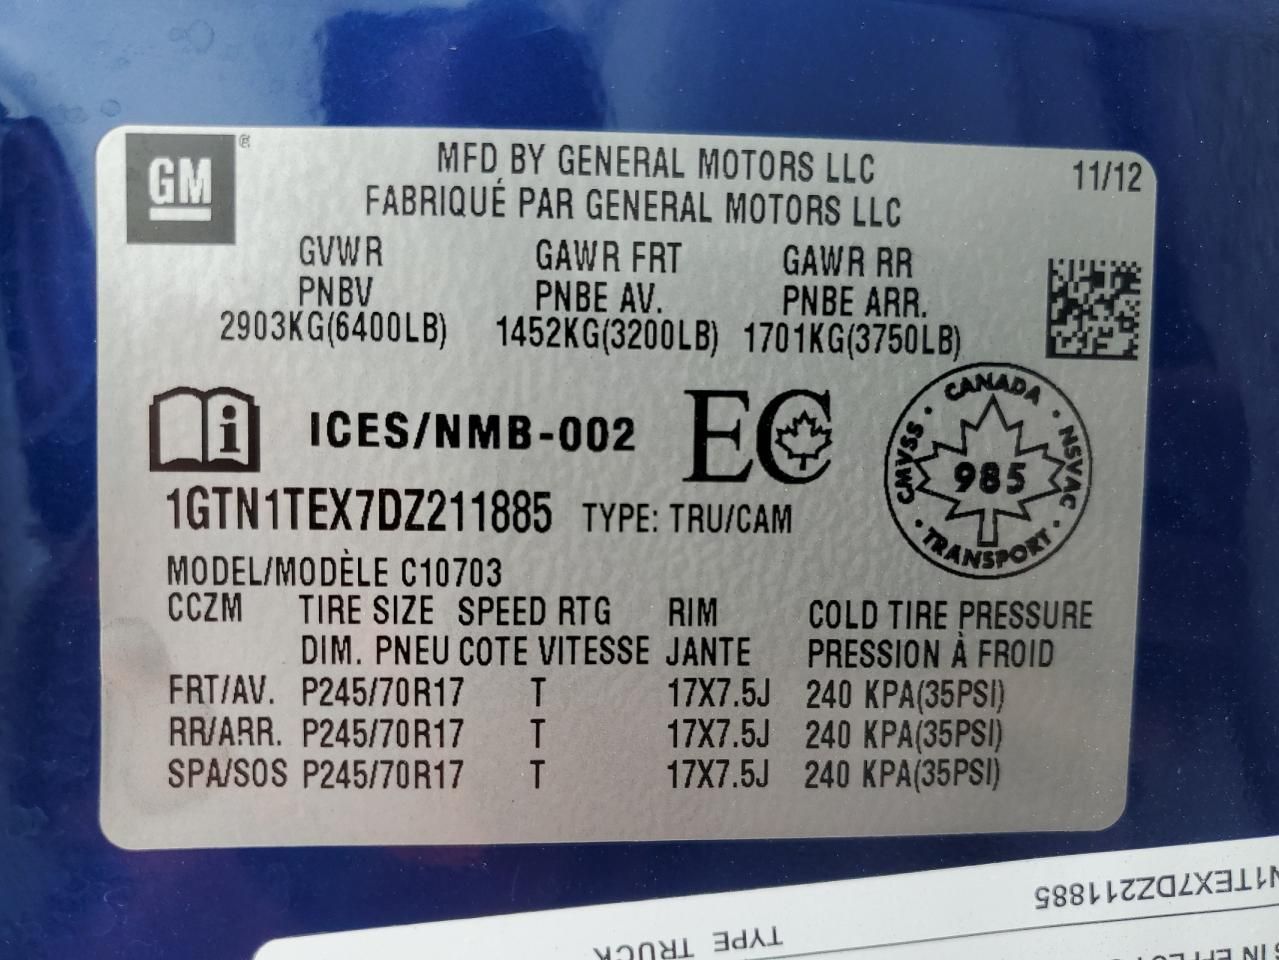 GM ®
MFD BY GENERAL MOTORS LLC
11/12
FABRIQUÉ PAR GENERAL MOTORS LLC
GVWR GAWR FRT GAWR RR
PNBV PNBE AV. PNBE ARR.
2903KG(6400LB) 1452KG(3200LB) 1701KG(3750LB)
i ICES/NMB-002 EC
CANADA
CMVSS · NSVAC
985
TRANSPORT
1GTN1TEX7DZ211885 TYPE: TRU/CAM
MODEL/MODÈLE C10703
CCZM TIRE SIZE SPEED RTG RIM COLD TIRE PRESSURE
DIM. PNEU COTE VITESSE JANTE PRESSION À FROID
FRT/AV. P245/70R17 T 17X7.5J 240 KPA(35PSI)
RR/ARR. P245/70R17 T 17X7.5J 240 KPA(35PSI)
SPA/SOS P245/70R17 T 17X7.5J 240 KPA(35PSI)
N1TEX7DZ211885
TYPE TRUCK